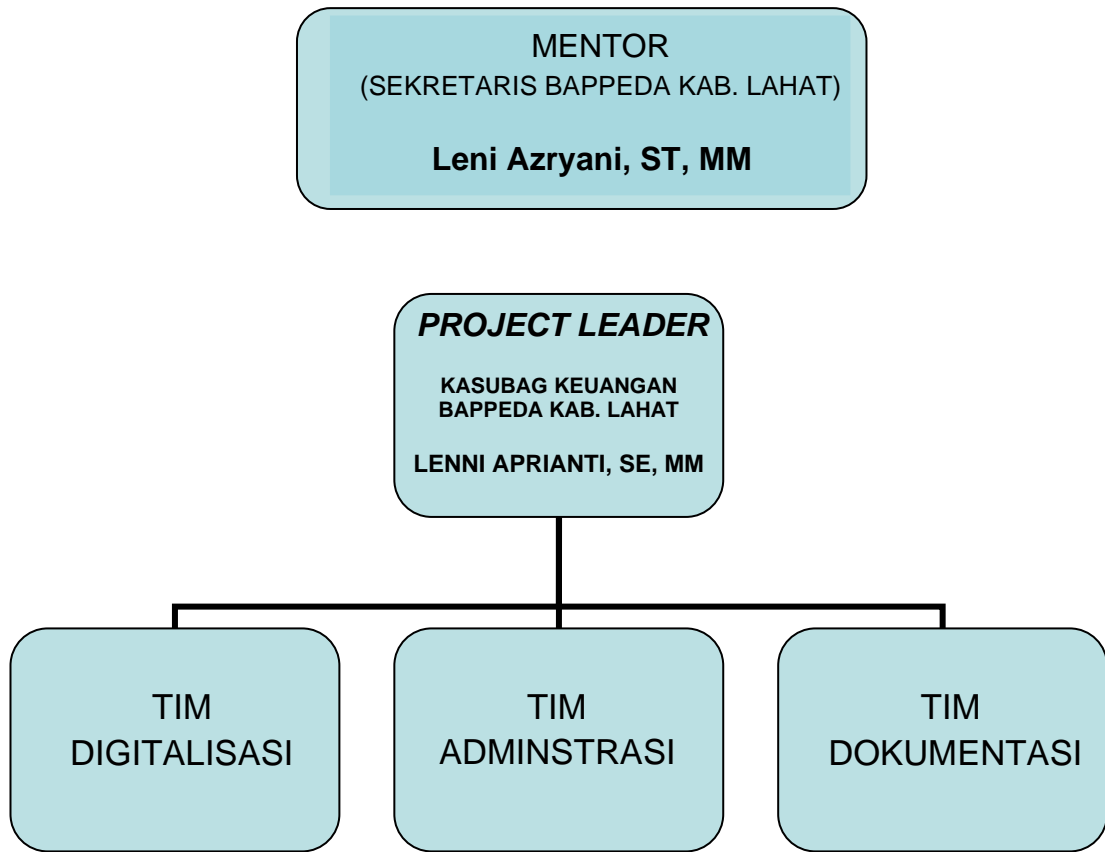 MENTOR
(SEKRETARIS BAPPEDA KAB. LAHAT)
Leni Azryani, ST, MM
PROJECT LEADER
KASUBAG KEUANGAN
BAPPEDA KAB. LAHAT
LENNI APRIANTI, SE, MM
TIM
DIGITALISASI
TIM
ADMINSTRASI
TIM
DOKUMENTASI